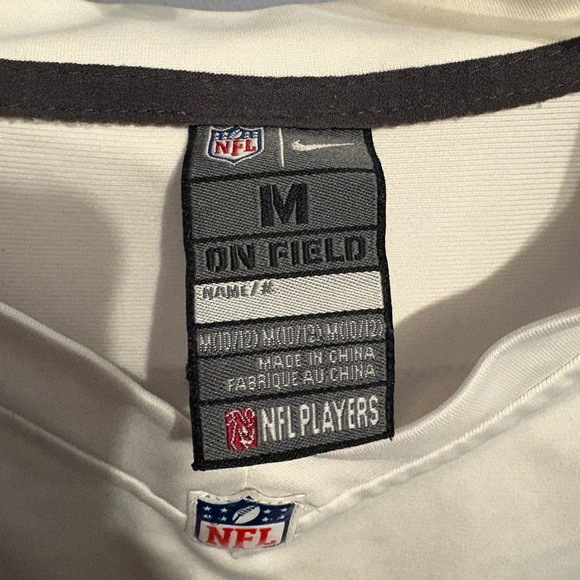 NFL
M
ON FIELD
NAME/#
M(10/12) M(10/12) M(10/12)
MADE IN CHINA
FABRIQUE AU CHINA
NFL PLAYERS
NFL